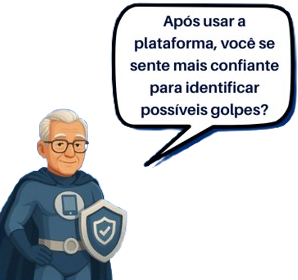 Após usar a
plataforma, você se
sente mais confiante
para identificar
possíveis golpes?